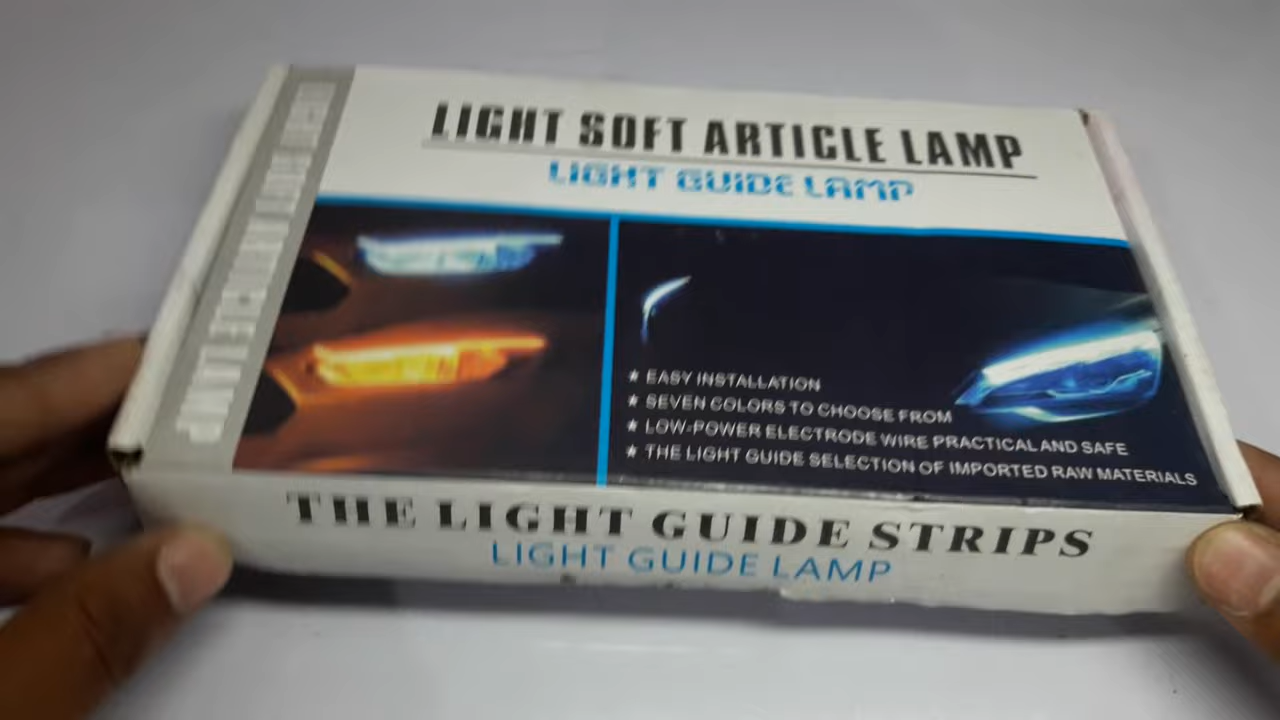 LIGHT SOFT ARTICLE LAMP
LIGHT GUIDE LAMP
★ EASY INSTALLATION
★ SEVEN COLORS TO CHOOSE FROM
★ LOW-POWER ELECTRODE WIRE PRACTICAL AND SAFE
★ THE LIGHT GUIDE SELECTION OF IMPORTED RAW MATERIALS
THE LIGHT GUIDE STRIPS
LIGHT GUIDE LAMP